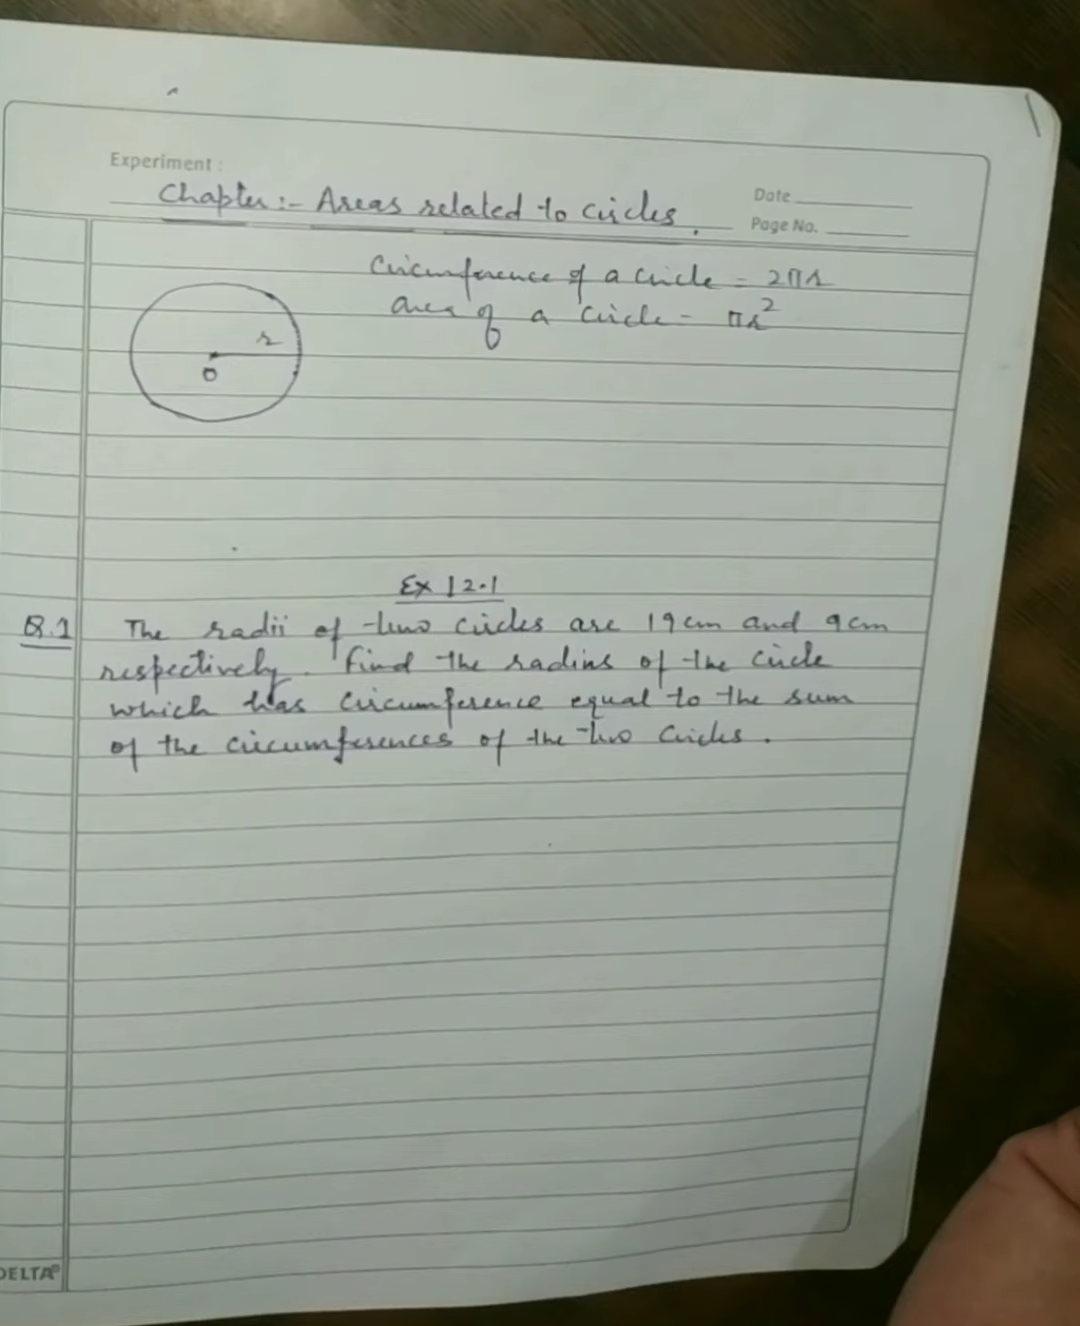 Experiment :
Chapter :- Areas related to circles.
Date
Page No.
Circumference of a circle = 2πr
area of a circle - πr²
r
O
Ex 12.1
Q.1 The radii of two circles are 19 cm and 9 cm
respectively. Find the radius of the circle
which has circumference equal to the sum
of the circumferences of the two circles.
DELTA